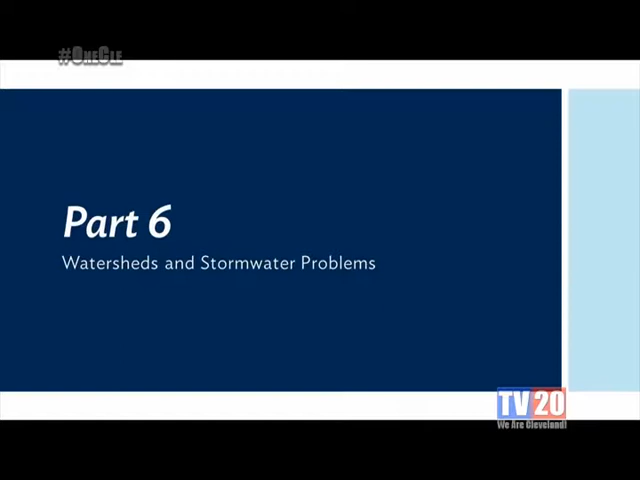 #OneCle
Part 6
Watersheds and Stormwater Problems
TV20
We Are Cleveland!